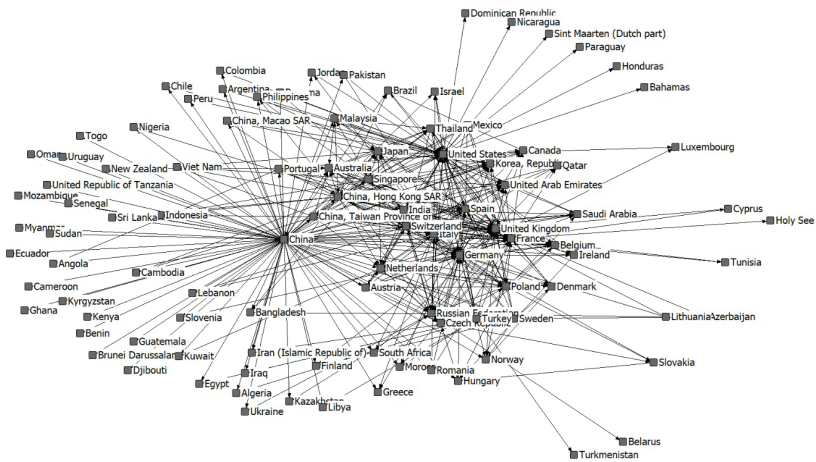 Dominican Republic
Nicaragua
Sint Maarten (Dutch part)
Paraguay
Honduras
Bahamas
Colombia
Jordan
Pakistan
Chile
Argentina
Philippines
Brazil
Israel
Peru
China, Macao SAR
Malaysia
Thailand
Mexico
Nigeria
Togo
Japan
United States
Canada
Luxembourg
Oman
Uruguay
New Zealand
Viet Nam
Portugal
Australia
Korea, Republic
Qatar
Singapore
United Republic of Tanzania
United Arab Emirates
Mozambique
Senegal
China, Hong Kong SAR
India
Spain
Saudi Arabia
Cyprus
Holy See
Sri Lanka
Indonesia
China, Taiwan Province of
Switzerland
United Kingdom
Myanmar
Sudan
China
Italy
France
Belgium
Ireland
Ecuador
Angola
Germany
Tunisia
Cambodia
Netherlands
Cameroon
Lebanon
Austria
Poland
Denmark
Ghana
Kyrgyzstan
Kenya
Slovenia
Bangladesh
Russian Federation
Turkey
Sweden
Lithuania
Azerbaijan
Czech Republic
Benin
Guatemala
Brunei Darussalam
Kuwait
Iran (Islamic Republic of)
South Africa
Norway
Slovakia
Djibouti
Iraq
Finland
Romania
Hungary
Egypt
Algeria
Greece
Kazakhstan
Libya
Ukraine
Belarus
Turkmenistan